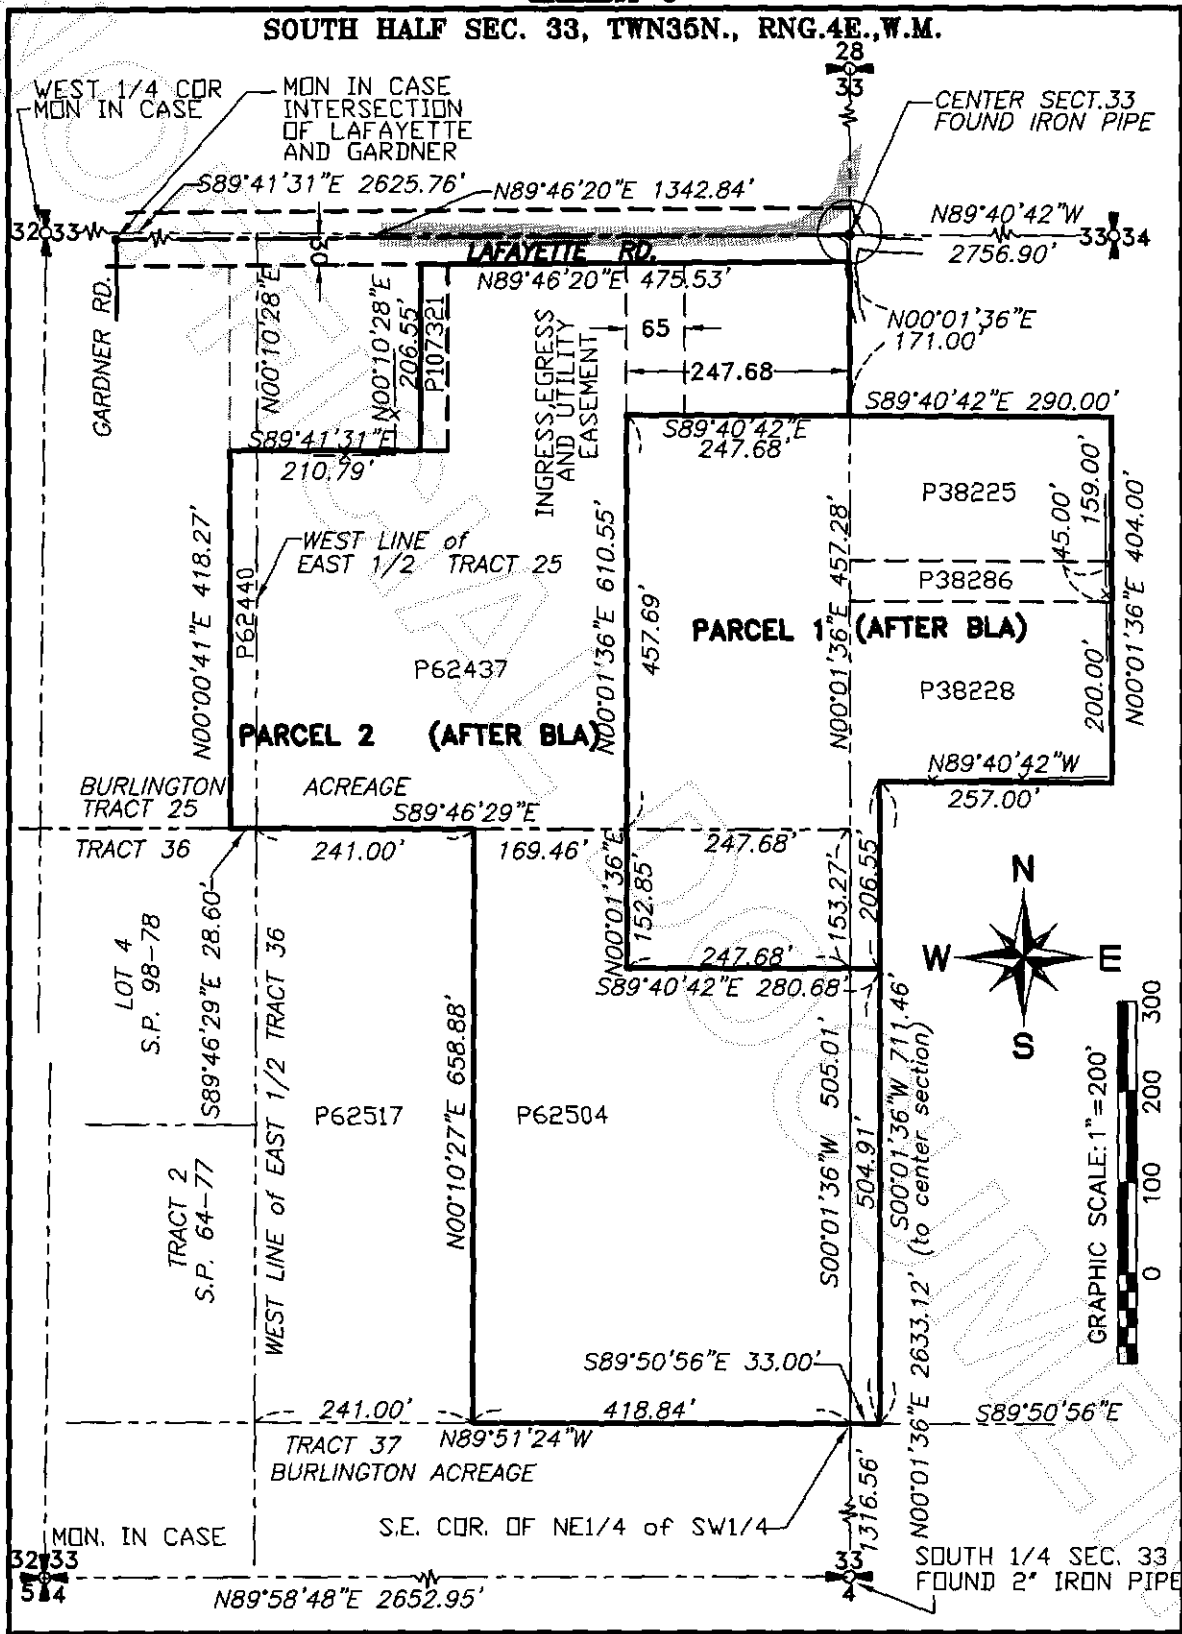 SOUTH HALF SEC. 33, TWN35N., RNG.4E.,W.M.
28
33
WEST 1/4 COR
MON IN CASE
MON IN CASE
INTERSECTION
OF LAFAYETTE
AND GARDNER
CENTER SECT.33
FOUND IRON PIPE
S89°41'31"E 2625.76'
N89°46'20"E 1342.84'
N89°40'42"W
2756.90'
32 33
33 34
30
LAFAYETTE RD.
N89°46'20"E 475.53'
GARDNER RD.
N00°10'28"E
N00°10'28"E
206.55'
P107321
INGRESS,EGRESS
AND UTILITY
EASEMENT
65
247.68
N00°01'36"E
171.00'
S89°40'42"E 290.00'
S89°40'42"E
247.68'
S89°41'31"E
210.79'
P38225
159.00'
45.00'
N00°01'36"E 404.00'
WEST LINE of
EAST 1/2 TRACT 25
N00°00'41"E 418.27'
P62440
N00°01'36"E 610.55'
457.69'
N00°01'36"E 457.28'
P38286
PARCEL 1 (AFTER BLA)
P62437
P38228
200.00'
PARCEL 2 (AFTER BLA)
N89°40'42"W
257.00'
BURLINGTON
TRACT 25
ACREAGE
S89°46'29"E
TRACT 36
241.00'
169.46'
247.68'
N00°01'36"E
152.85'
153.27'
206.55'
LOT 4
S.P. 98-78
S89°46'29"E 28.60'
247.68'
S89°40'42"E 280.68'
N
W
E
S
WEST LINE of EAST 1/2 TRACT 36
P62517
N00°10'27"E 658.88'
P62504
S00°01'36"W 505.01'
504.91'
S00°01'36"W 711.46'
N00°01'36"E 2633.12' (to center section)
GRAPHIC SCALE:1"=200'
0 100 200 300
TRACT 2
S.P. 64-77
S89°50'56"E 33.00'
241.00'
418.84'
S89°50'56"E
TRACT 37
N89°51'24"W
BURLINGTON ACREAGE
1316.56'
S.E. COR. OF NE1/4 of SW1/4
MON. IN CASE
32 33
5 4
N89°58'48"E 2652.95'
33
4
SOUTH 1/4 SEC. 33
FOUND 2" IRON PIPE